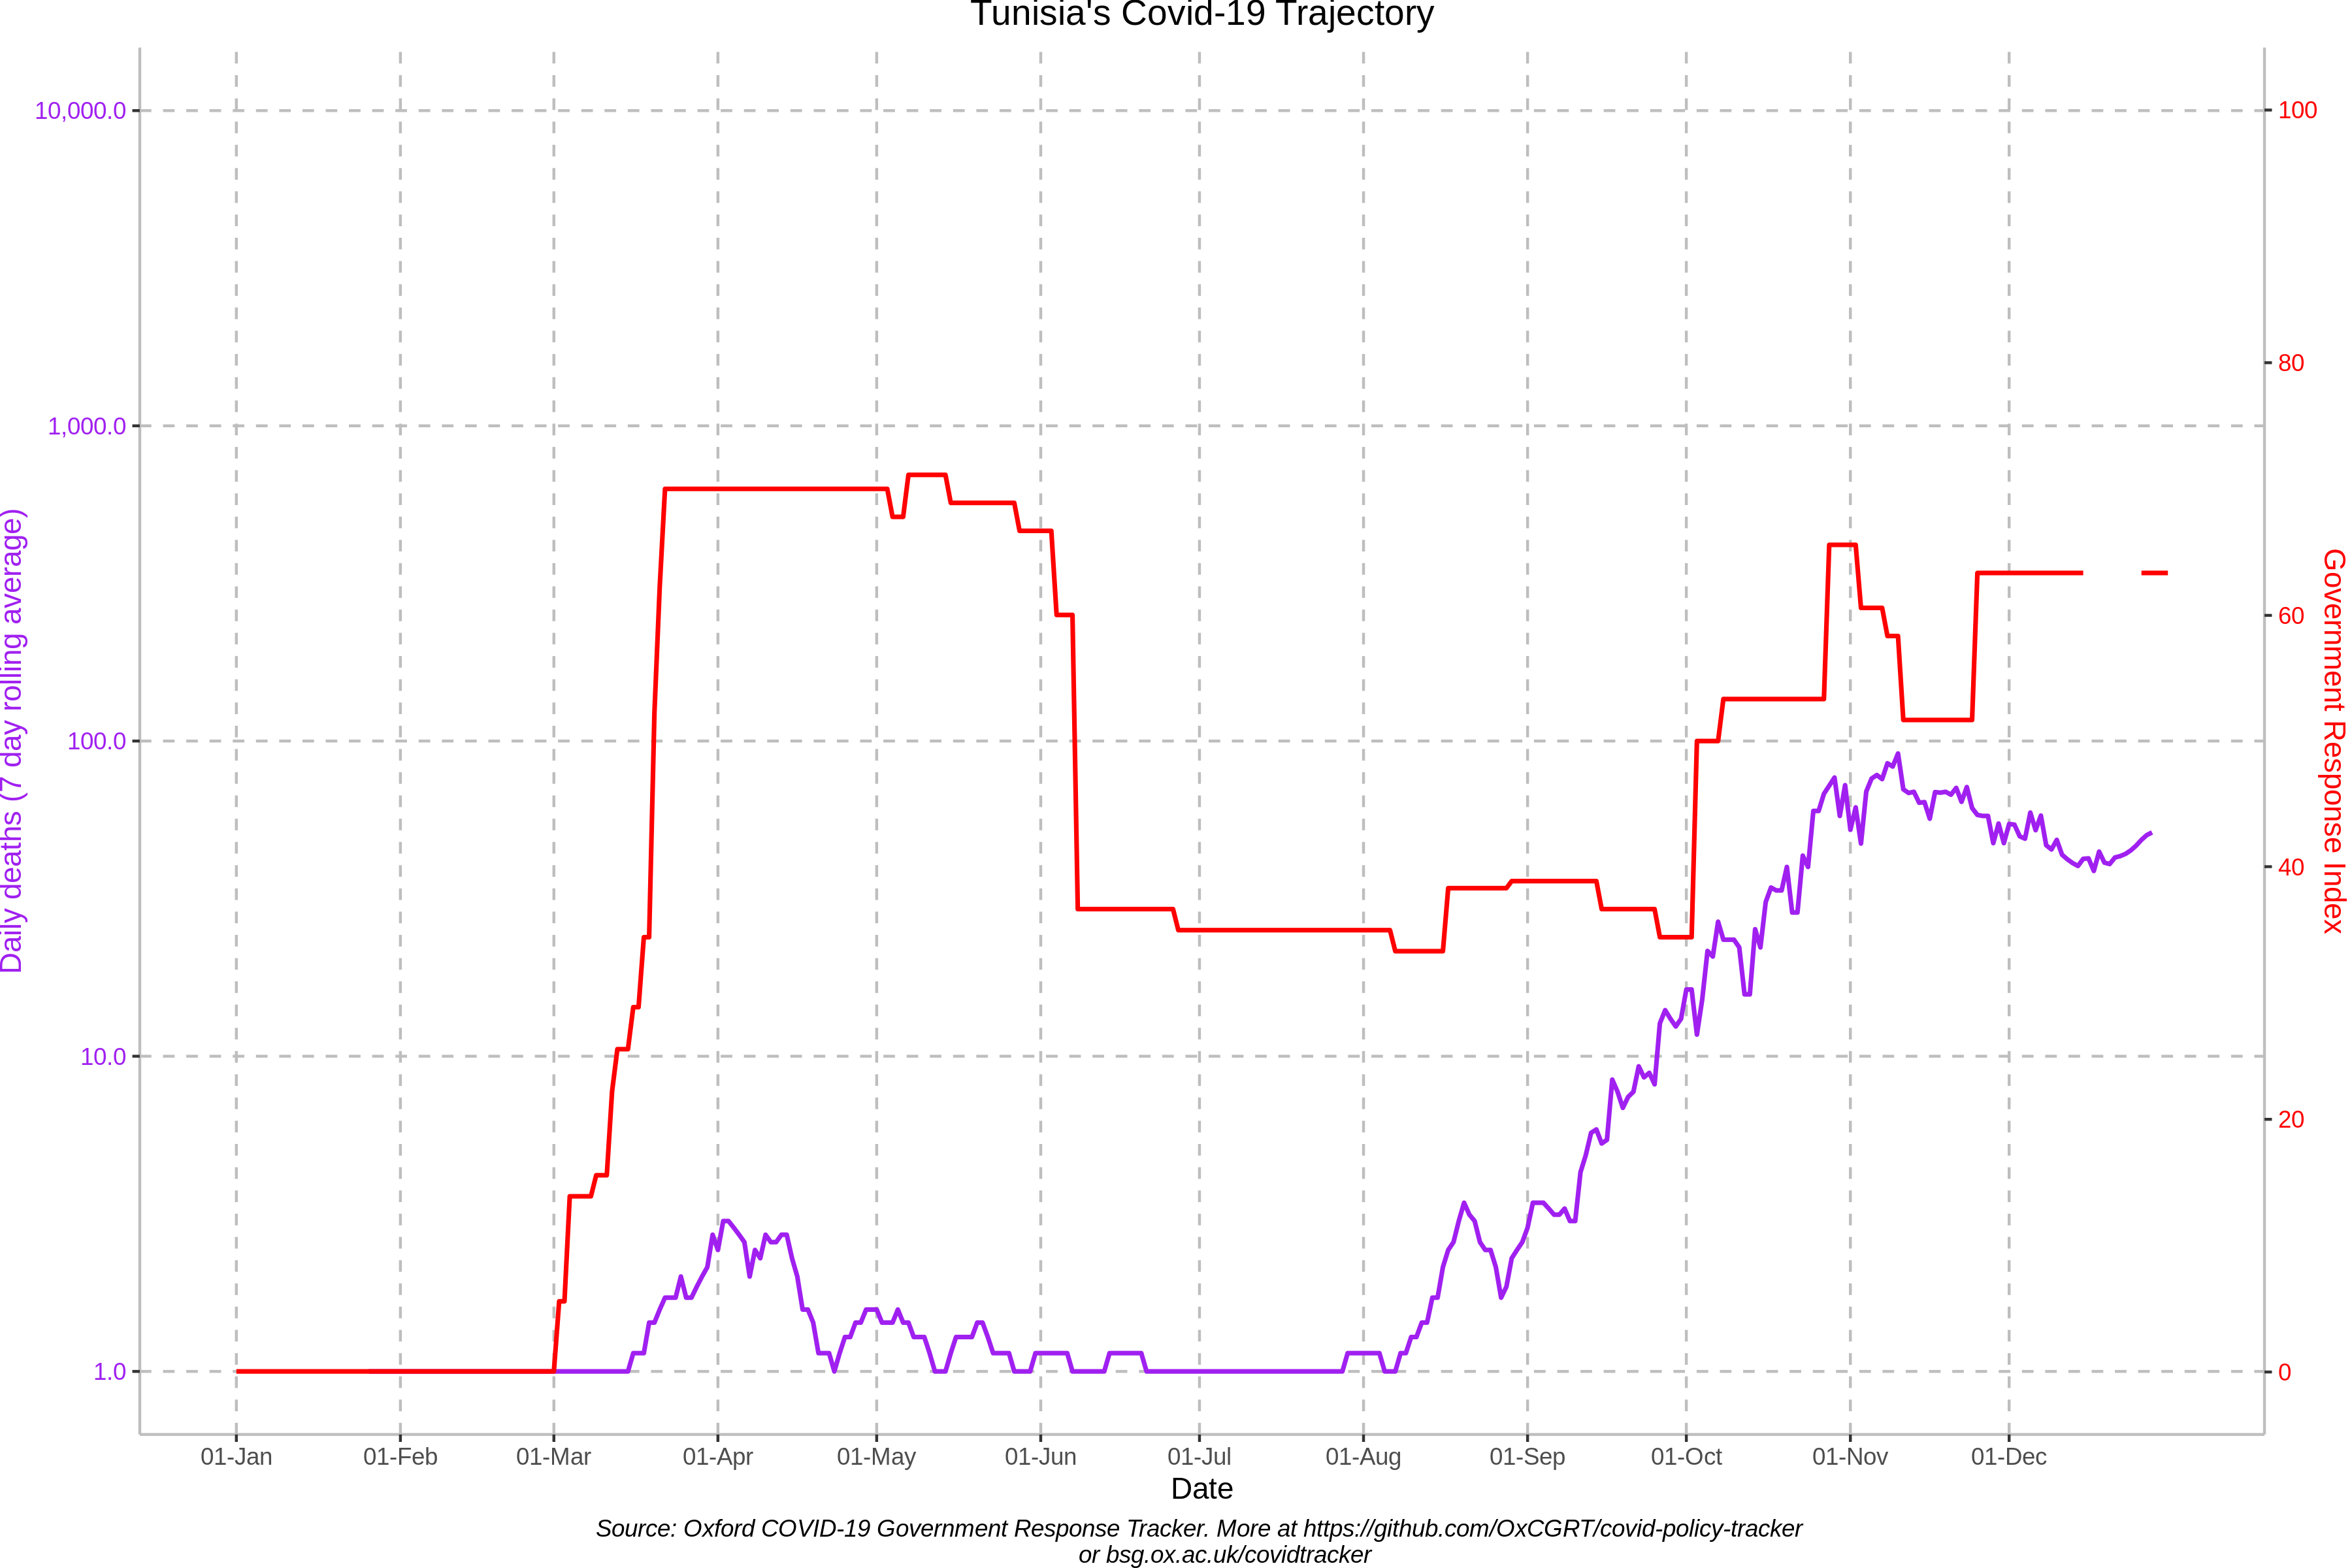 Tunisia's Covid-19 Trajectory
10,000.0
1,000.0
100.0
10.0
1.0
Daily deaths (7 day rolling average)
100
80
60
40
20
0
Government Response Index
01-Jan
01-Feb
01-Mar
01-Apr
01-May
01-Jun
01-Jul
01-Aug
01-Sep
01-Oct
01-Nov
01-Dec
Date
Source: Oxford COVID-19 Government Response Tracker. More at https://github.com/OxCGRT/covid-policy-tracker
or bsg.ox.ac.uk/covidtracker